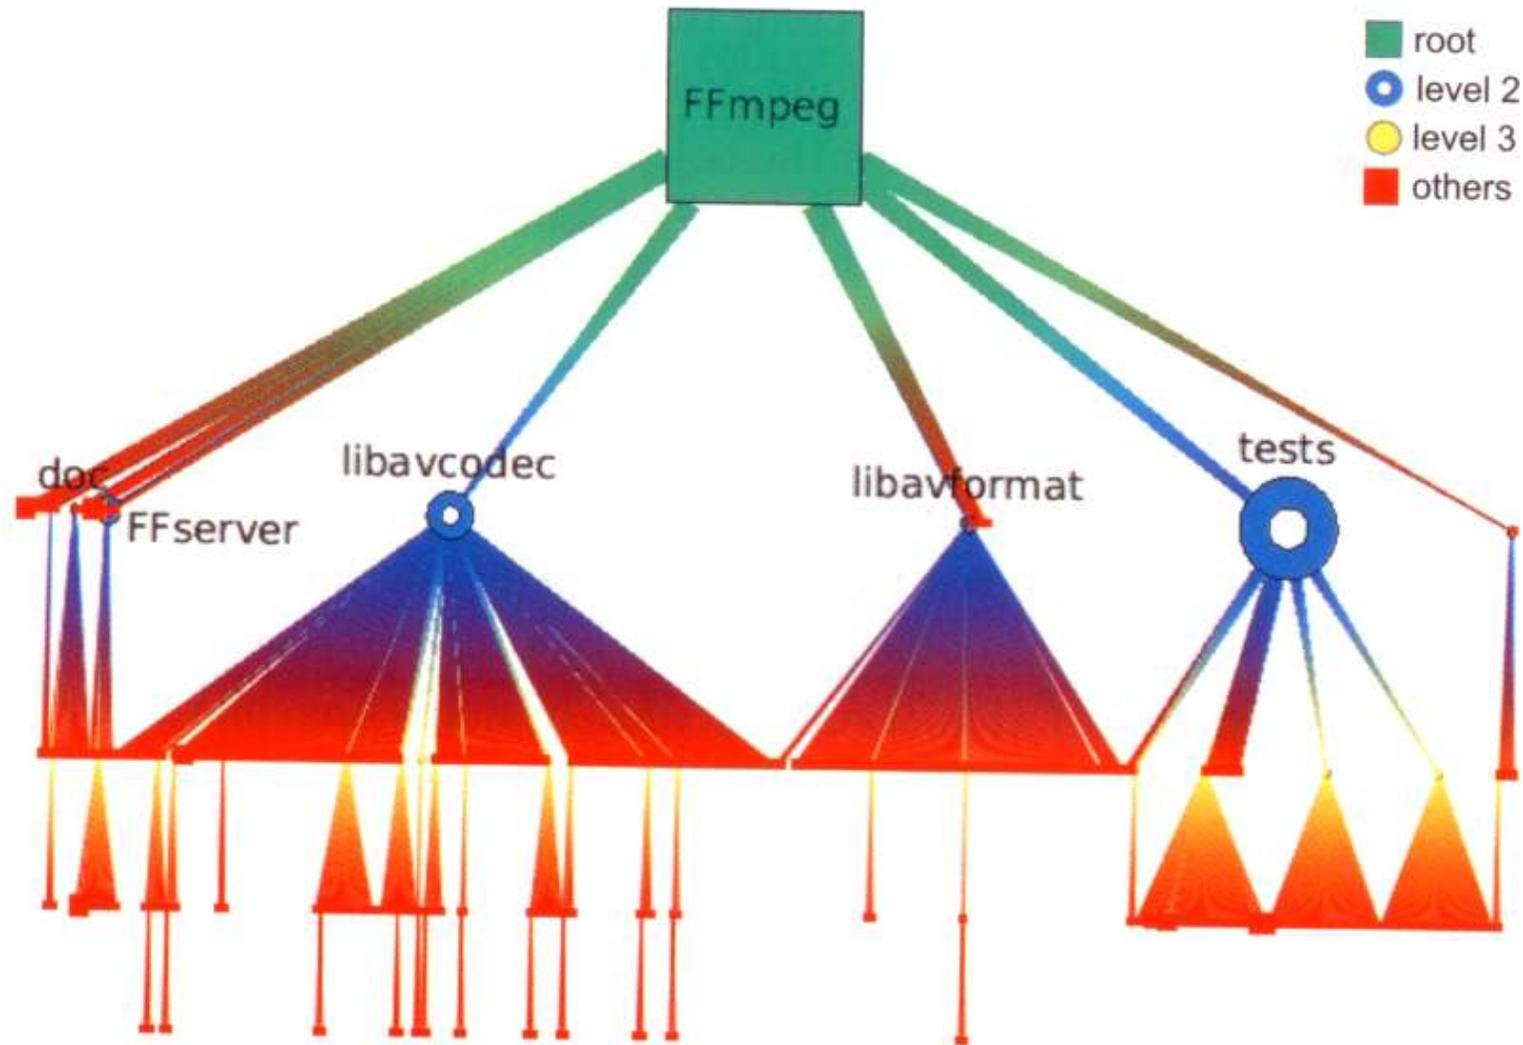 FFmpeg
root
level 2
level 3
others
doc
libavcodec
libavformat
tests
FFserver